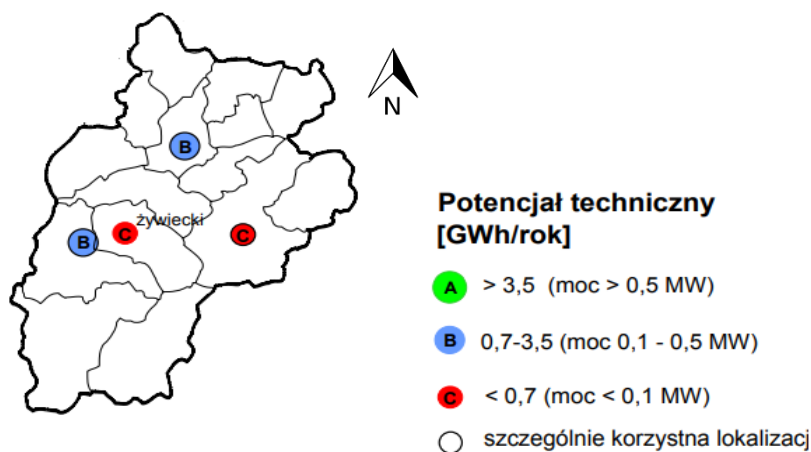 N
B
żywiecki
B
C
C
Potencjał techniczny
[GWh/rok]
A > 3,5 (moc > 0,5 MW)
B 0,7-3,5 (moc 0,1 - 0,5 MW)
C < 0,7 (moc < 0,1 MW)
szczególnie korzystna lokalizacj